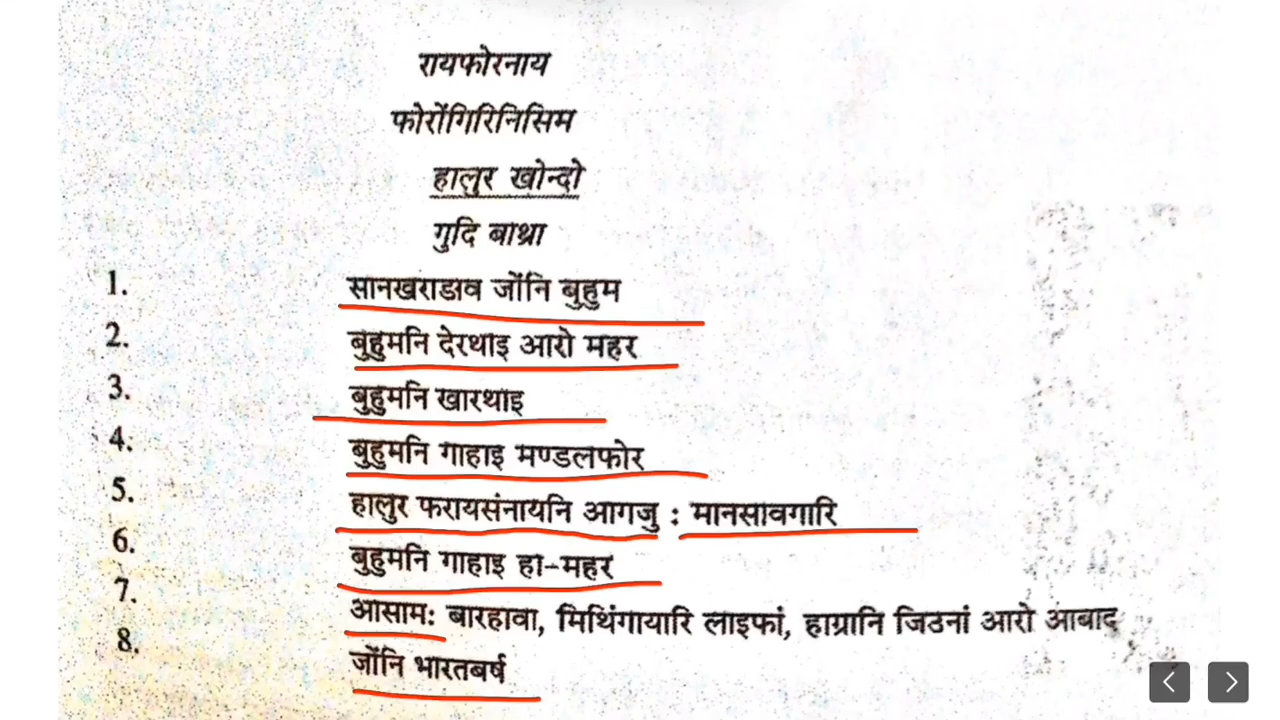 रायफोरनाय
फोरोंगिरिनिसिम
हालुर खोन्दो
गुदि बाथ्रा
1. सानखराङाव जोंनि बुहुम
2. बुहुमनि देरथाइ आरो महर
3. बुहुमनि खारथाइ
4. बुहुमनि गाहाइ मण्डलफोर
5. हालुर फरायसंनायनि आगजु : मानसावगारि
6. बुहुमनि गाहाइ हा-महर
7. आसामः बारहावा, मिथिंगायारि लाइफां, हाग्रानि जिउनां आरो आबाद
8. जोंनि भारतबर्ष